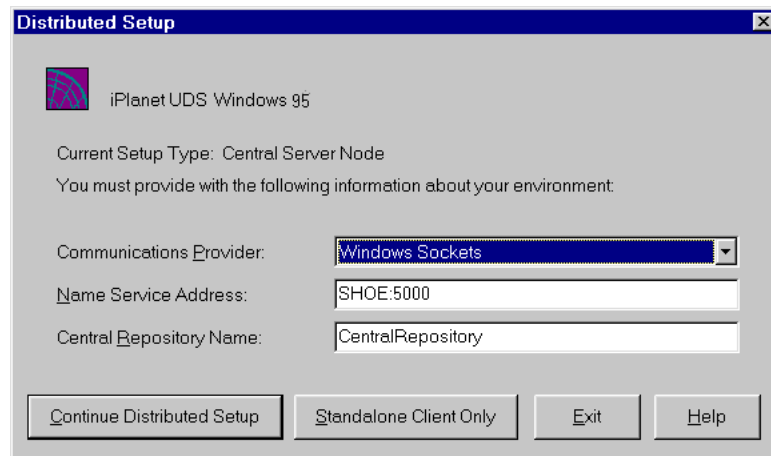 Distributed Setup
iPlanet UDS Windows 95
Current Setup Type: Central Server Node
You must provide with the following information about your environment:
Communications Provider: Windows Sockets
Name Service Address: SHOE:5000
Central Repository Name: CentralRepository
Continue Distributed Setup Standalone Client Only Exit Help